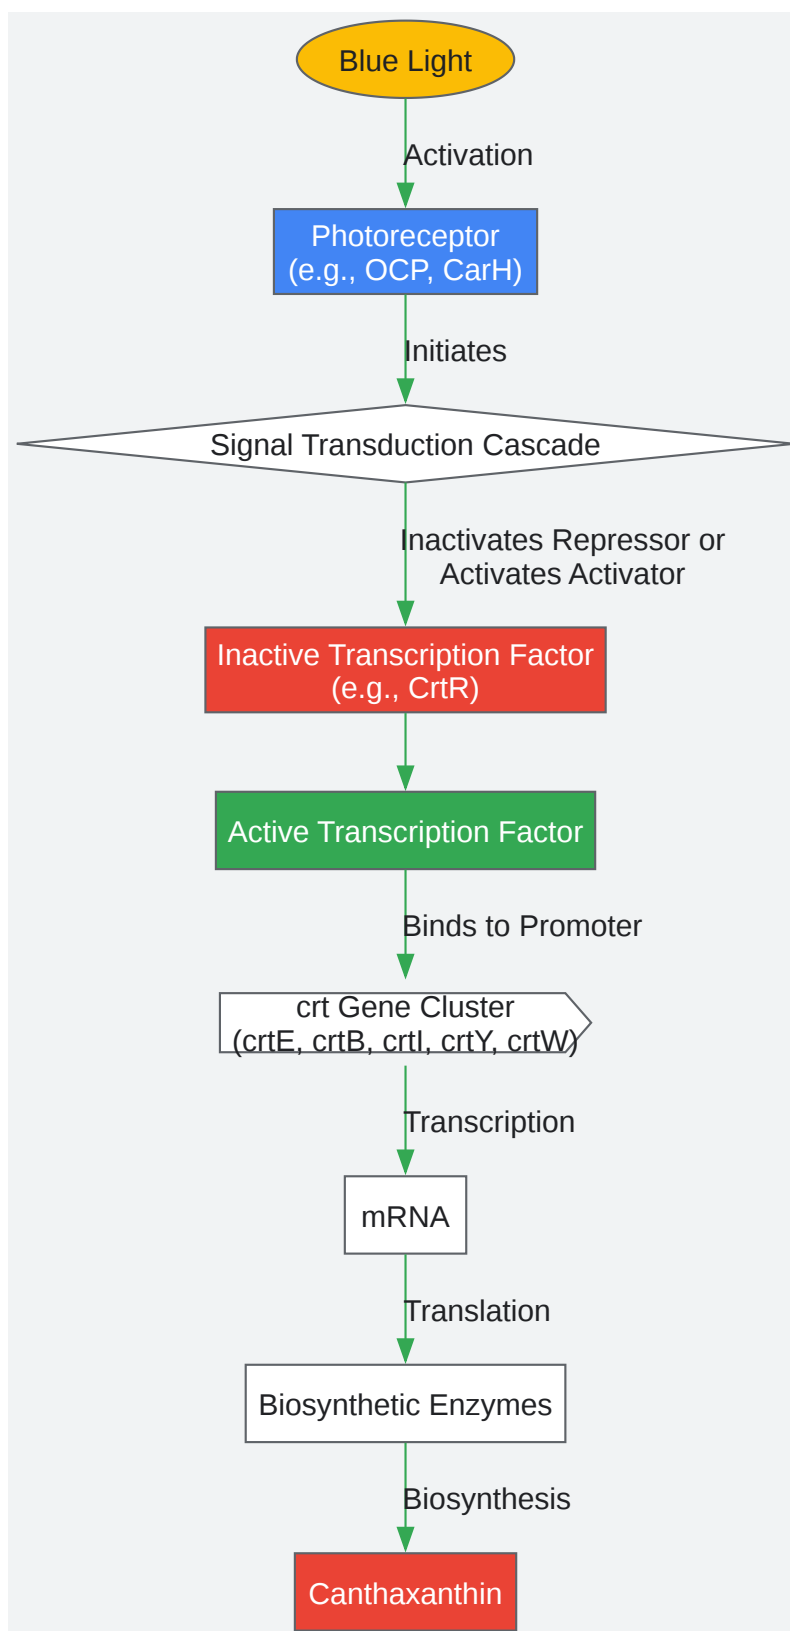 Blue Light
Activation
Photoreceptor
(e.g., OCP, CarH)
Initiates
Signal Transduction Cascade
Inactivates Repressor or
Activates Activator
Inactive Transcription Factor
(e.g., CrtR)
Active Transcription Factor
Binds to Promoter
crt Gene Cluster
(crtE, crtB, crtI, crtY, crtW)
Transcription
mRNA
Translation
Biosynthetic Enzymes
Biosynthesis
Canthaxanthin